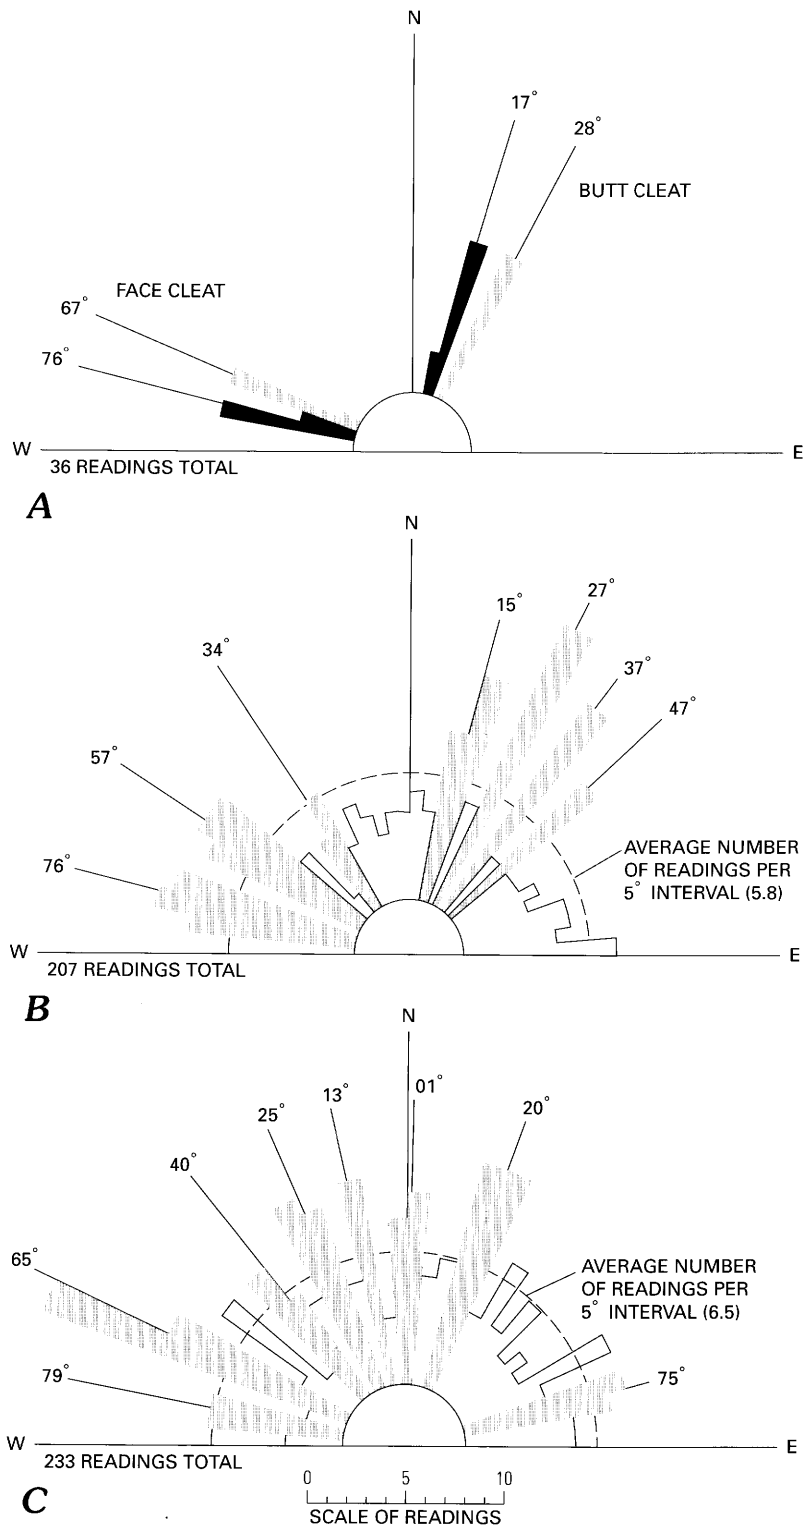 N
17°
28°
BUTT CLEAT
FACE CLEAT
67°
76°
W
E
36 READINGS TOTAL
A
N
27°
15°
34°
37°
47°
57°
AVERAGE NUMBER
OF READINGS PER
5° INTERVAL (5.8)
76°
W
E
207 READINGS TOTAL
B
N
01°
13°
20°
25°
40°
65°
AVERAGE NUMBER
OF READINGS PER
5° INTERVAL (6.5)
79°
75°
W
E
233 READINGS TOTAL
0 5 10
C
SCALE OF READINGS